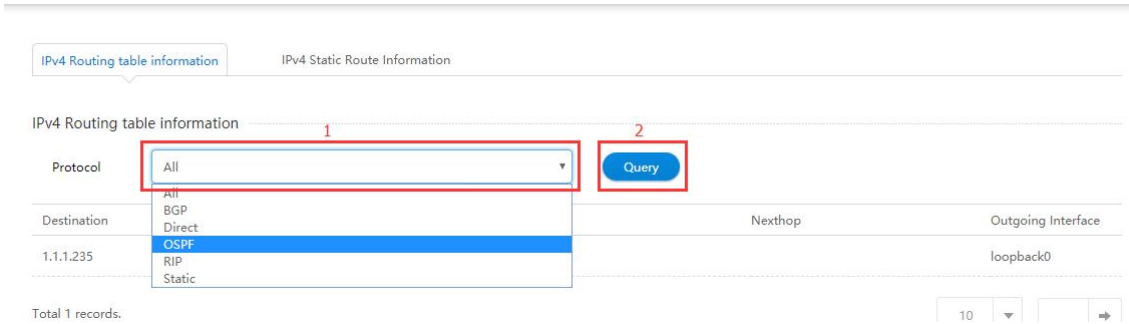 IPv4 Routing table information IPv4 Static Route Information
IPv4 Routing table information
1 2
Protocol All Query
All
BGP
Direct
OSPF
RIP
Static
Destination Nexthop Outgoing Interface
1.1.1.235 loopback0
Total 1 records. 10